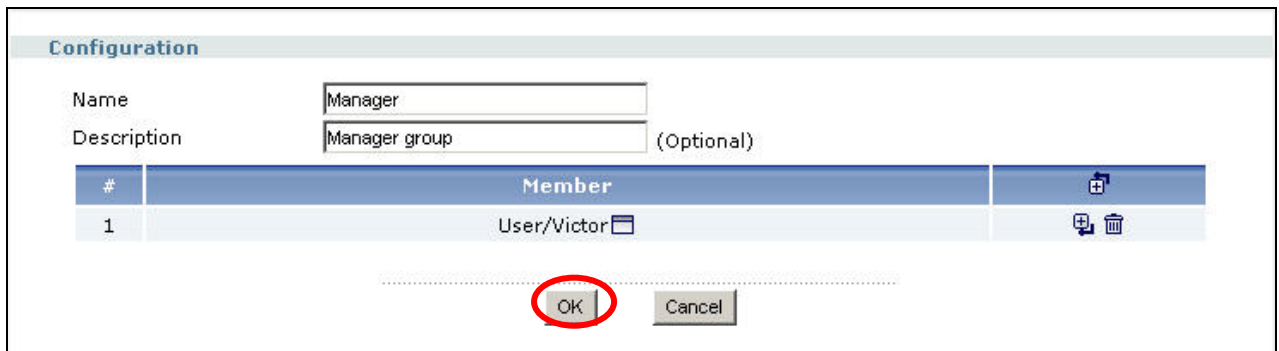 Configuration
Name Manager
Description Manager group (Optional)
# Member
1 User/Victor
OK Cancel